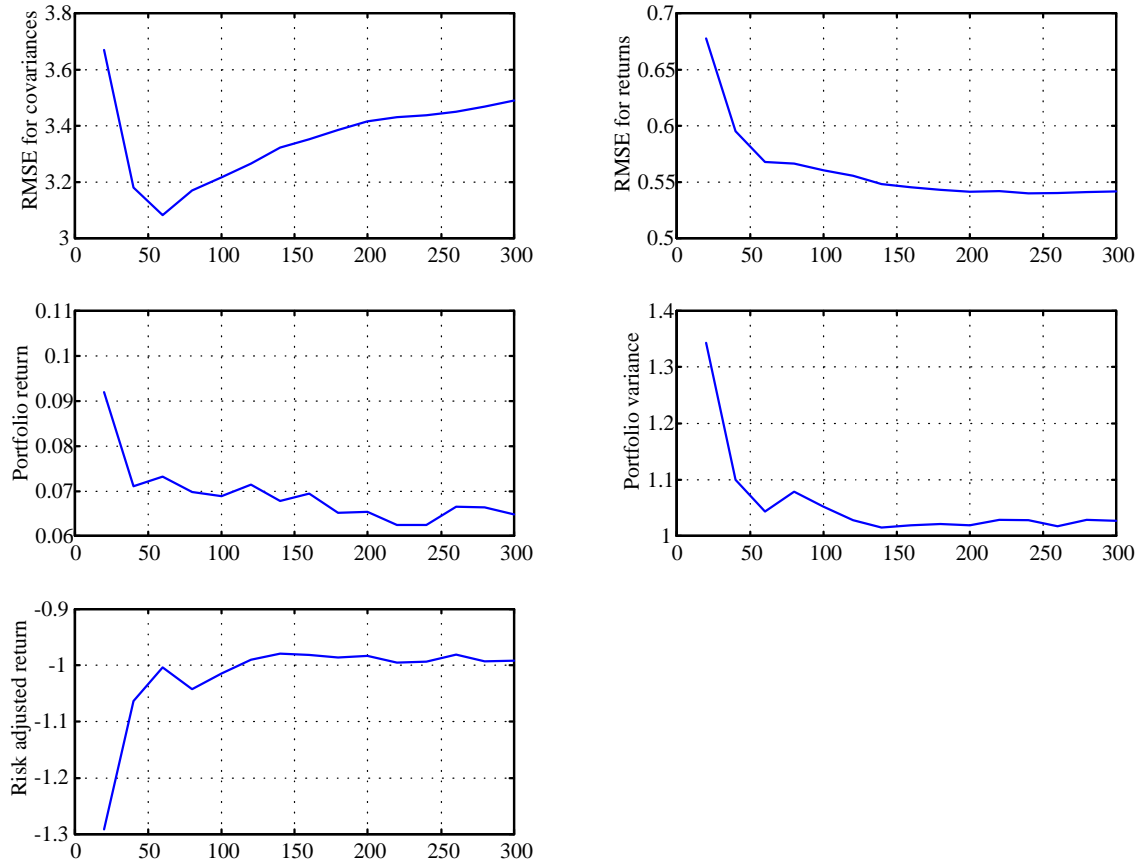 RMSE for covariances
3.8
3.6
3.4
3.2
3
0 50 100 150 200 250 300
RMSE for returns
0.7
0.65
0.6
0.55
0.5
0 50 100 150 200 250 300
Portfolio return
0.11
0.1
0.09
0.08
0.07
0.06
0 50 100 150 200 250 300
Portfolio variance
1.4
1.3
1.2
1.1
1
0 50 100 150 200 250 300
Risk adjusted return
-0.9
-1
-1.1
-1.2
-1.3
0 50 100 150 200 250 300